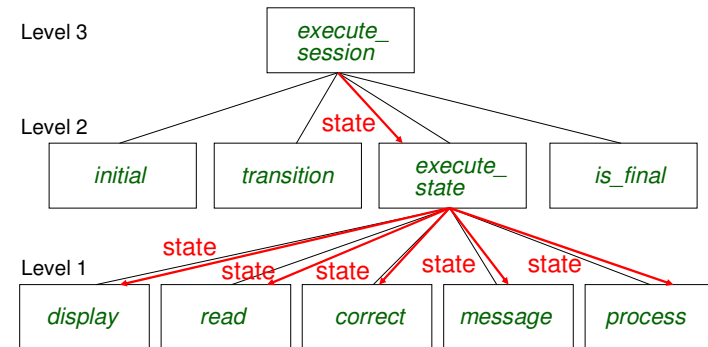 Level 3
execute_
session
Level 2
state
initial
transition
execute_
state
is_final
state
state
state
state
state
Level 1
display
read
correct
message
process